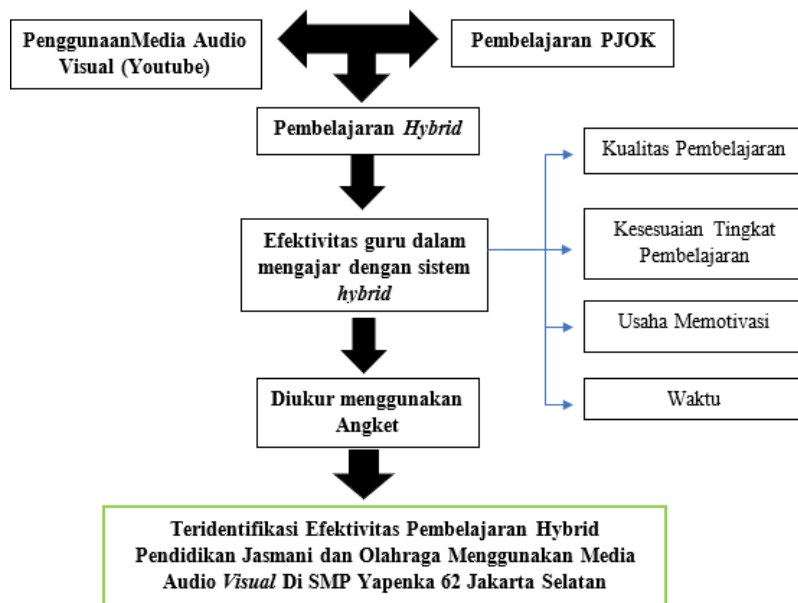 PenggunaanMedia Audio
Visual (Youtube)
Pembelajaran PJOK
Pembelajaran Hybrid
Efektivitas guru dalam
mengajar dengan sistem
hybrid
Kualitas Pembelajaran
Kesesuaian Tingkat
Pembelajaran
Usaha Memotivasi
Waktu
Diukur menggunakan
Angket
Teridentifikasi Efektivitas Pembelajaran Hybrid
Pendidikan Jasmani dan Olahraga Menggunakan Media
Audio Visual Di SMP Yapenka 62 Jakarta Selatan